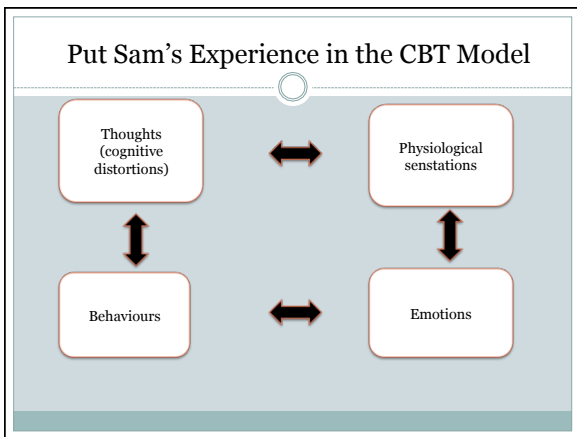 Put Sam's Experience in the CBT Model
Thoughts
(cognitive
distortions)
Physiological
senstations
Behaviours
Emotions